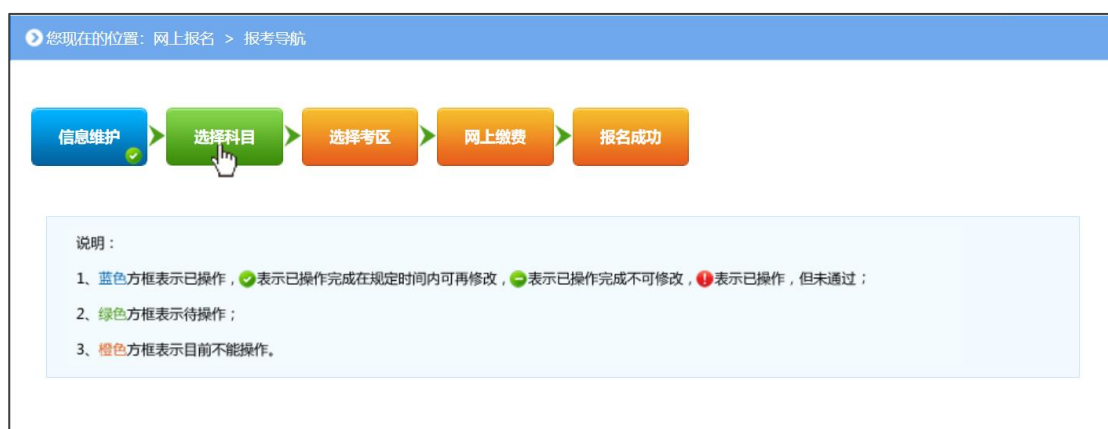 您现在的位置：网上报名 > 报考导航
信息维护 选择科目 选择考区 网上缴费 报名成功
说明：
1、蓝色方框表示已操作，表示已操作完成在规定时间内可再修改，表示已操作完成不可修改，表示已操作，但未通过；
2、绿色方框表示待操作；
3、橙色方框表示目前不能操作。